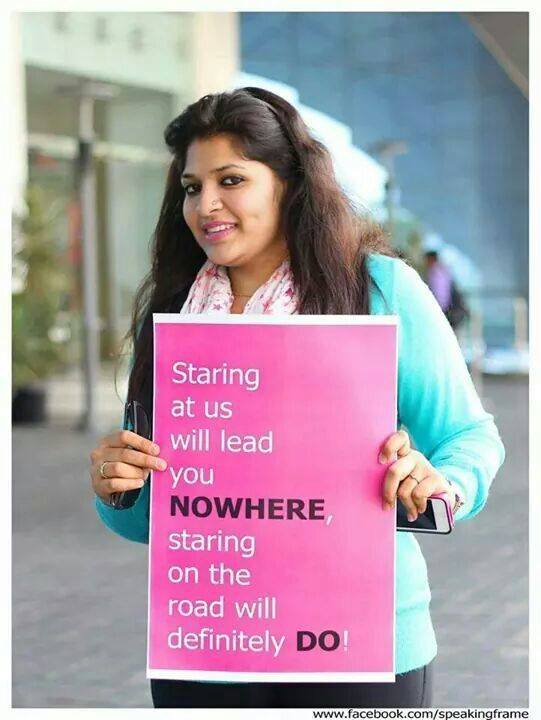 Staring
at us
will lead
you
NOWHERE,
staring
on the
road will
definitely DO!
www.facebook.com/speakingframe